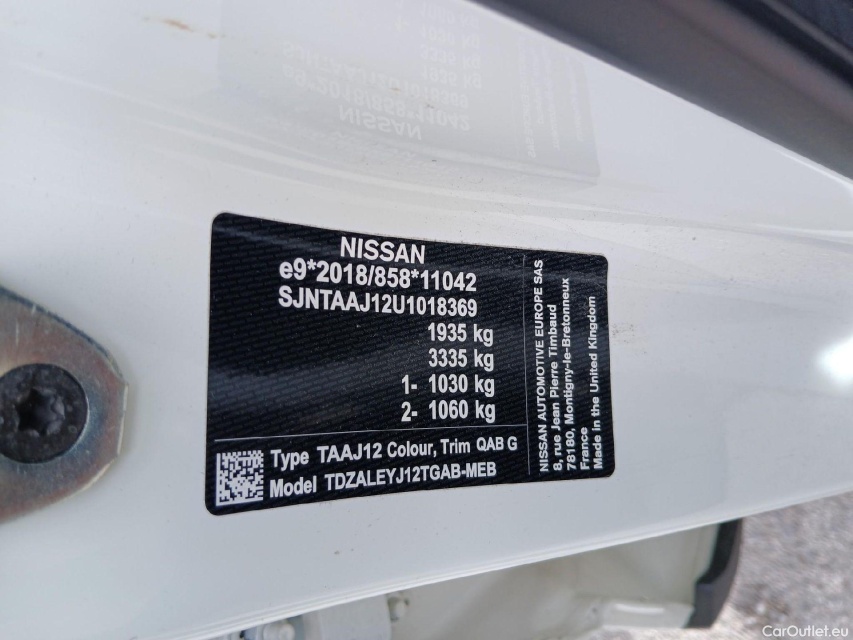 NISSAN
e9*2018/858*11042
SJNTAAJ12U1018369
1935 kg
3335 kg
1- 1030 kg
2- 1060 kg
Type TAAJ12 Colour, Trim QAB G
Model TDZALEYJ12TGAB-MEB
NISSAN AUTOMOTIVE EUROPE SAS
8, rue Jean Pierre Timbaud
78180, Montigny-le-Bretonneux
France
Made in the United Kingdom
CarOutlet.eu